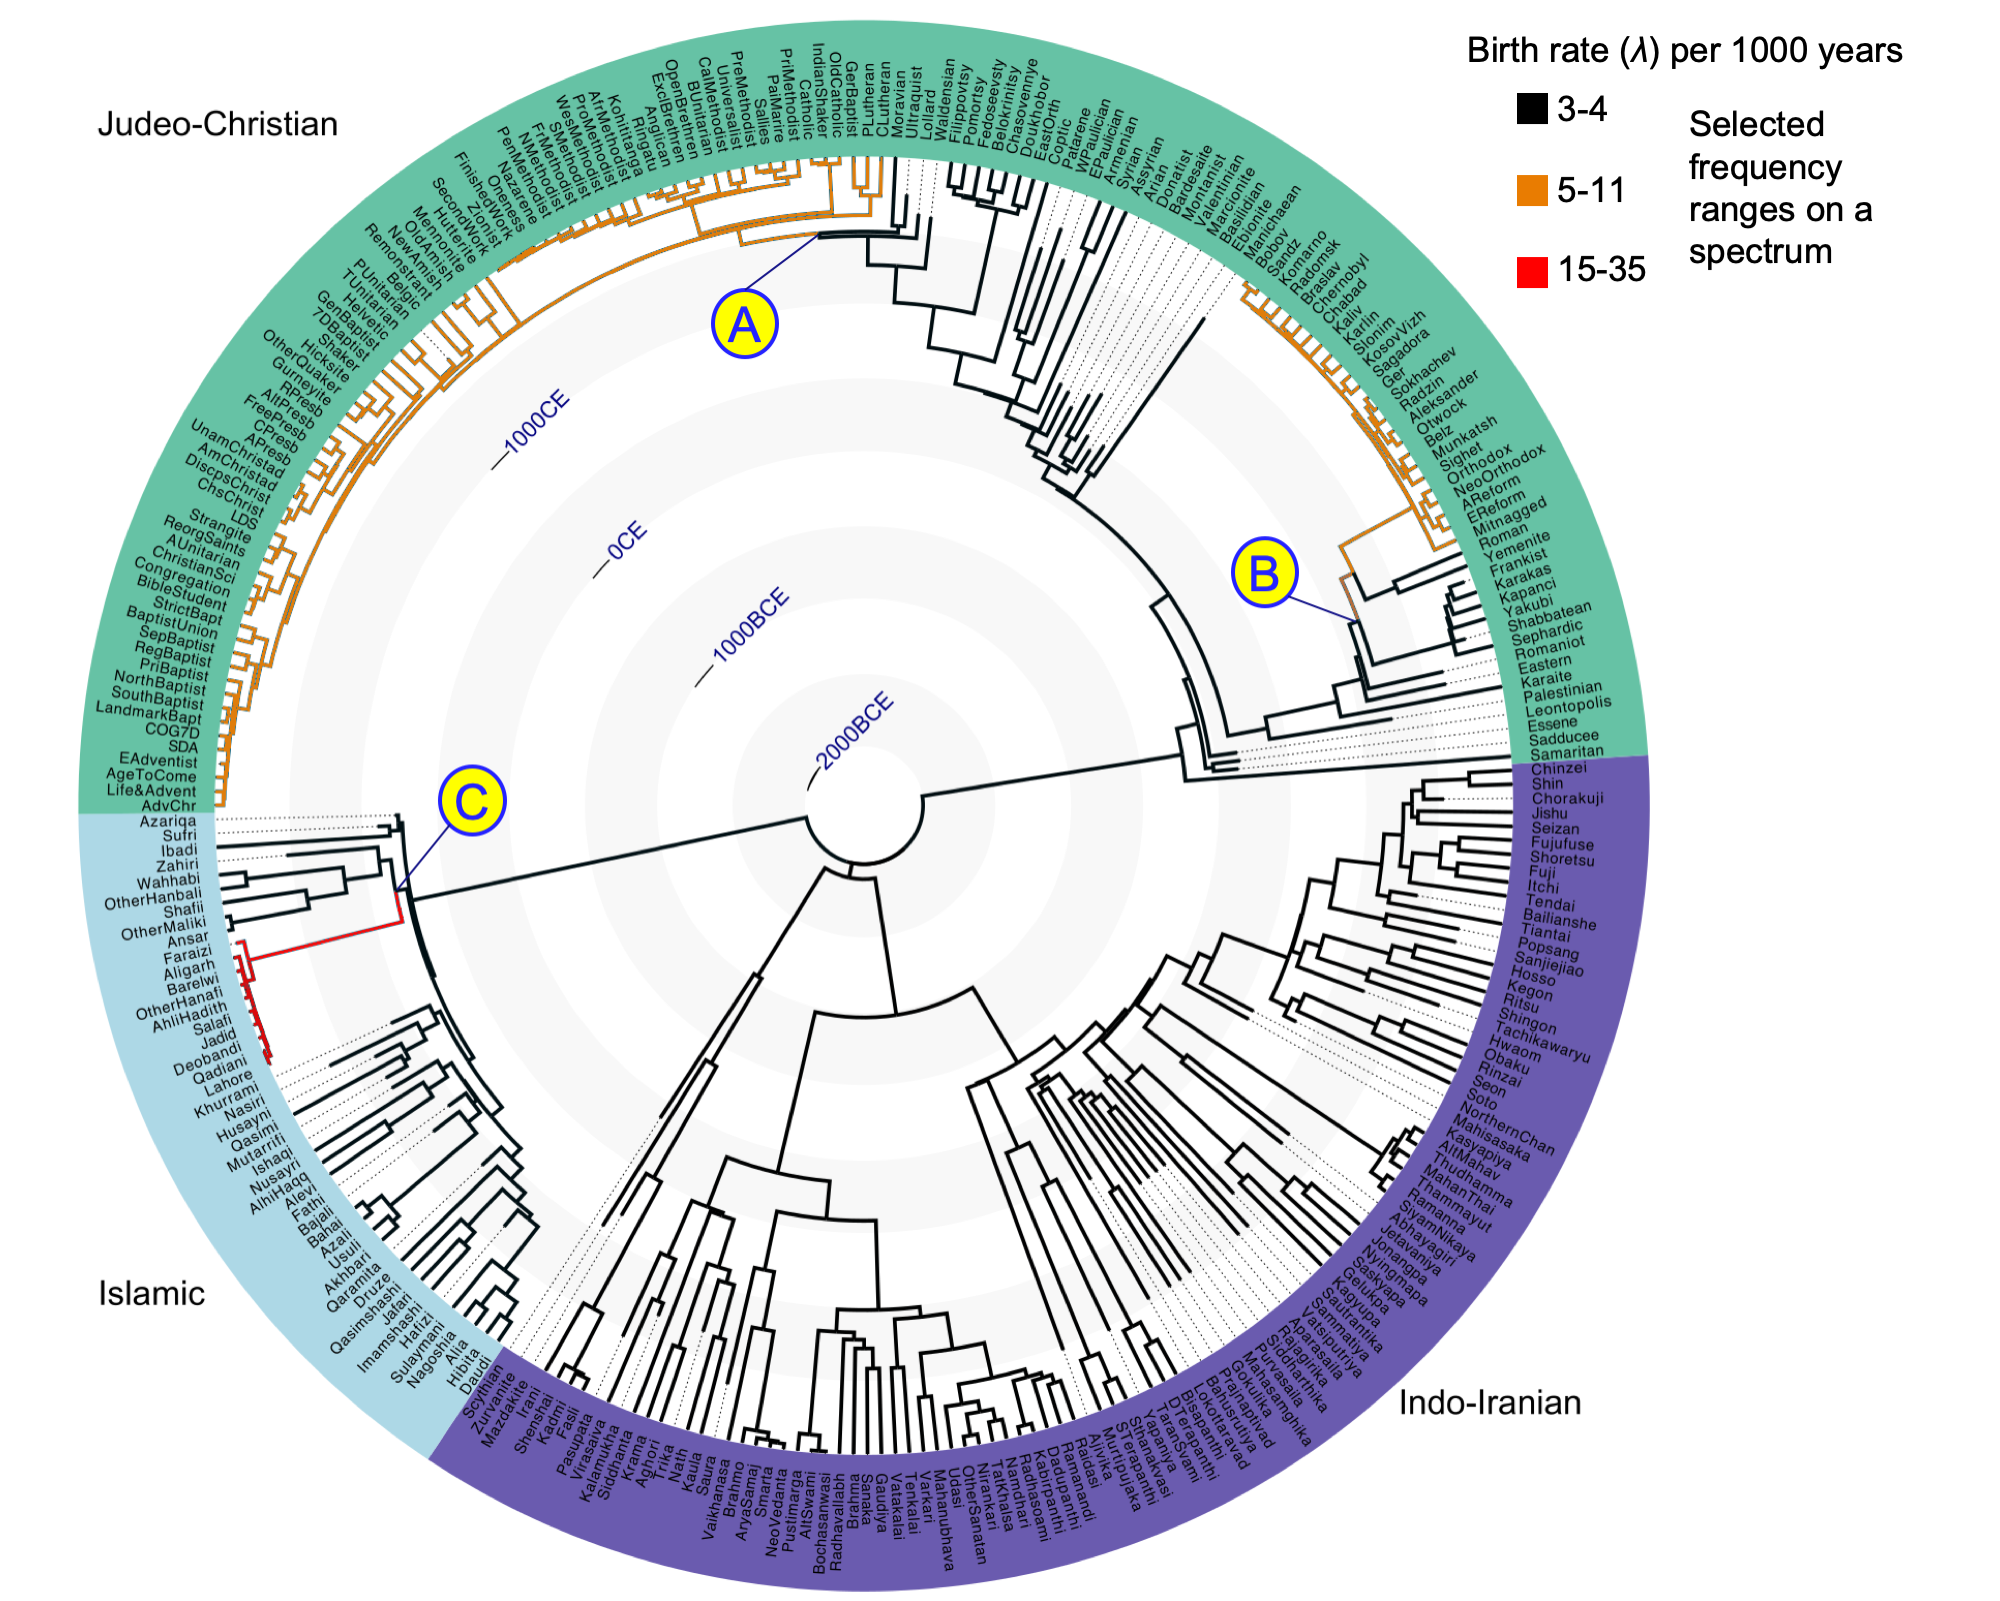 Birth rate (λ) per 1000 years
3-4
5-11
15-35
Selected
frequency
ranges on a
spectrum
Judeo-Christian
Islamic
Indo-Iranian
A
B
C
1000CE
0CE
1000BCE
2000BCE
AdvChr
Life&Advent
AgeToCome
EAdventist
SDA
COG7D
LandmarkBapt
SouthBaptist
NorthBaptist
PriBaptist
RegBaptist
SepBaptist
BaptistUnion
StrictBapt
BibleStudent
Congregation
ChristianSci
AUnitarian
ReorgSaints
Strangite
LDS
ChsChrist
DiscpsChrist
AmChristad
UnamChristad
APresb
CPresb
FreePresb
AltPresb
RPresb
Gurneyite
OtherQuaker
Hicksite
Shaker
7DBaptist
GenBaptist
Helvetic
TUnitarian
Belgic
PUnitarian
Remonstrant
NewAmish
OldAmish
Mennonite
Hutterite
Zionist
SecondWork
FinishedWork
Oneness
Nazarene
PenMethodist
NMethodist
FrMethodist
SMethodist
WesMethodist
ProMethodist
AfrMethodist
Kohititanga
Ringatu
Anglican
ExclBrethren
OpenBrethren
BUnitarian
CalMethodist
Universalist
PreMethodist
Sallies
PaiMarire
PriMethodist
Catholic
IndianShaker
OldCatholic
GerBaptist
PLutheran
CLutheran
Moravian
Ultraquist
Lollard
Waldensian
Filippovtsy
Pomortsy
Fedoseevsty
Belokrinitsy
Chasovennye
Doukhobor
EastOrth
Coptic
Patarene
WPaulician
EPaulician
Armenian
Syrian
Assyrian
Arian
Donatist
Bardesaite
Montanist
Valentinian
Marcionite
Basilidian
Ebionite
Manichaean
Bobov
Sandz
Komarno
Radomsk
Braslav
Chernobyl
Chabad
Kaliv
Karlin
Slonim
KosovVizh
Sagadora
Ger
Sokhachev
Radzin
Aleksander
Otwock
Belz
Munkatsh
Sighet
Orthodox
NeoOrthodox
AReform
EReform
Mitnagged
Roman
Yemenite
Frankist
Karakas
Kapanci
Yakubi
Shabbatean
Sephardic
Romaniot
Eastern
Karaite
Palestinian
Leontopolis
Essene
Sadducee
Samaritan
Chinzei
Shin
Chorakuji
Jishu
Seizan
Fujufuse
Shoretsu
Fuji
Itchi
Tendai
Bailianshe
Tiantai
Popsang
Sanjiejiao
Hosso
Kegon
Ritsu
Shingon
Tachikawaryu
Hwaom
Obaku
Rinzai
Seon
Soto
NorthernChan
Mahisasaka
Kasyapiya
AltMahav
Thudhamma
MahanThai
Thammayut
Ramanna
SiyamNikaya
Abhayagiri
Jetavaniya
Jonangpa
Nyingmapa
Saskyapa
Gelukpa
Kagyupa
Sautrantika
Sammatiya
Vatsiputriya
Aparasaila
Rajagirika
Siddharthika
Purvasaila
Mahasamghika
Gokulika
Prajnaptivad
Bahusrutiya
Lokottaravad
Bisapanthi
DTerapanthi
TaranSvami
Yapaniya
Sthanakvasi
STerapanthi
Murtipujaka
Ajivika
Raidasi
Ramanandi
Dadupanthi
Kabirpanthi
Radhasoami
Namdhari
TatKhalsa
Nirankari
OtherSanatan
Udasi
Mahanubhava
Varkari
Tenkalai
Vatakalai
Gaudiya
Sanaka
Brahma
Radhavallabh
Bochasanwasi
AltSwami
Pustimarga
NeoVedanta
Smarta
AryaSamaj
Brahmo
Vaikhanasa
Saura
Kaula
Nath
Trika
Aghori
Krama
Siddhanta
Kalamukha
Virasaiva
Pasupata
Fasli
Kadmi
Shenshai
Irani
Mazdakite
Zurvanite
Scythian
Daudi
Hibita
Alia
Nagoshia
Sulaymani
Hafizi
Imamshashi
Jafari
Qasimshashi
Druze
Qaramita
Akhbari
Usuli
Azali
Bahai
Bajali
Fathi
Alevi
AlhiHaqq
Nusayri
Ishaqi
Mutarrifi
Qasimi
Husayni
Nasiri
Khurrami
Lahore
Qadiani
Deobandi
Jadid
Salafi
AhliHadith
OtherHanafi
Barelwi
Aligarh
Faraizi
Ansar
OtherMaliki
Shafii
OtherHanbali
Wahhabi
Zahiri
Ibadi
Sufri
Azariqa